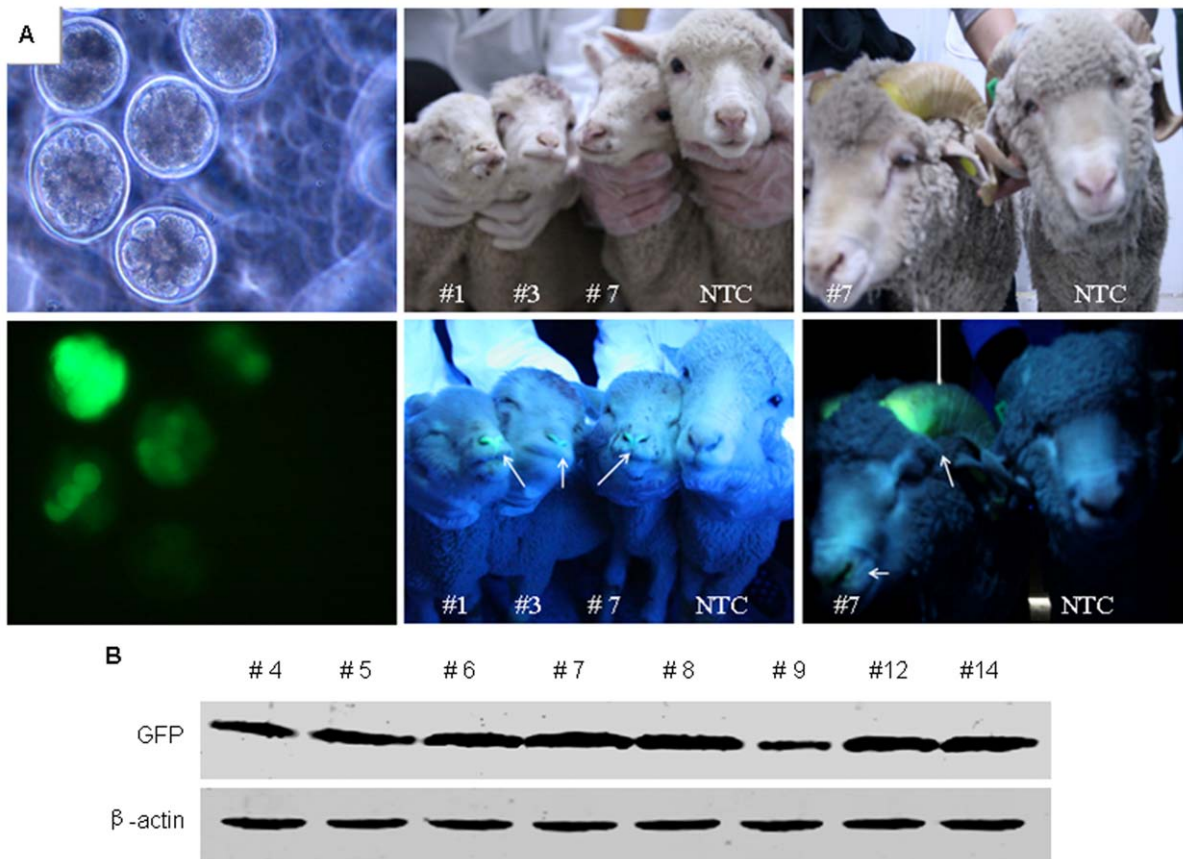 A
#1 #3 # 7 NTC
#7 NTC
#1 #3 # 7 NTC
#7 NTC
B
# 4 # 5 # 6 # 7 # 8 # 9 #12 #14
GFP
β-actin